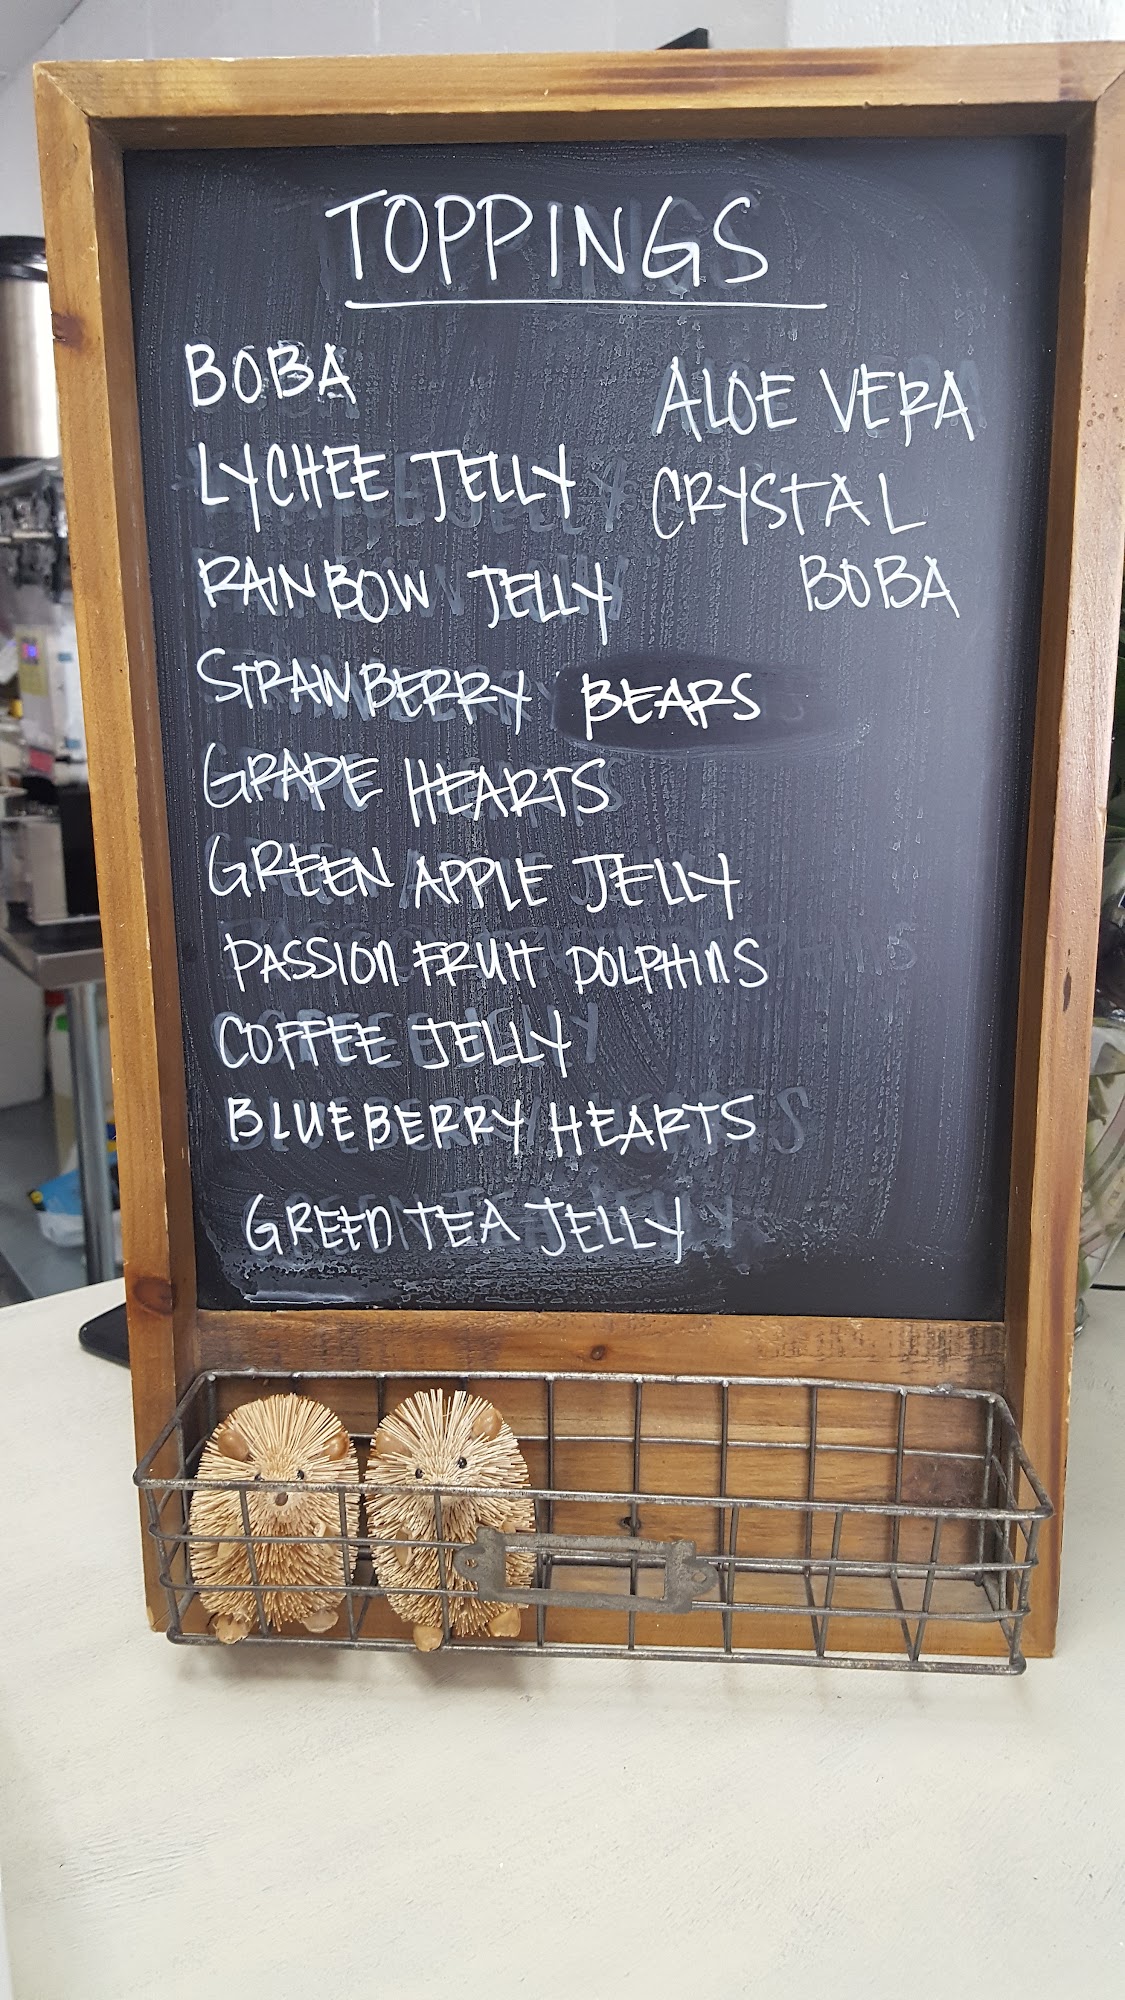 TOPPINGS
BOBA
LYCHEE JELLY
RAINBOW JELLY
STRAWBERRY BEARS
GRAPE HEARTS
GREEN APPLE JELLY
PASSION FRUIT DOLPHINS
COFFEE JELLY
BLUEBERRY HEARTS
GREEN TEA JELLY
ALOE VERA
CRYSTAL
BOBA